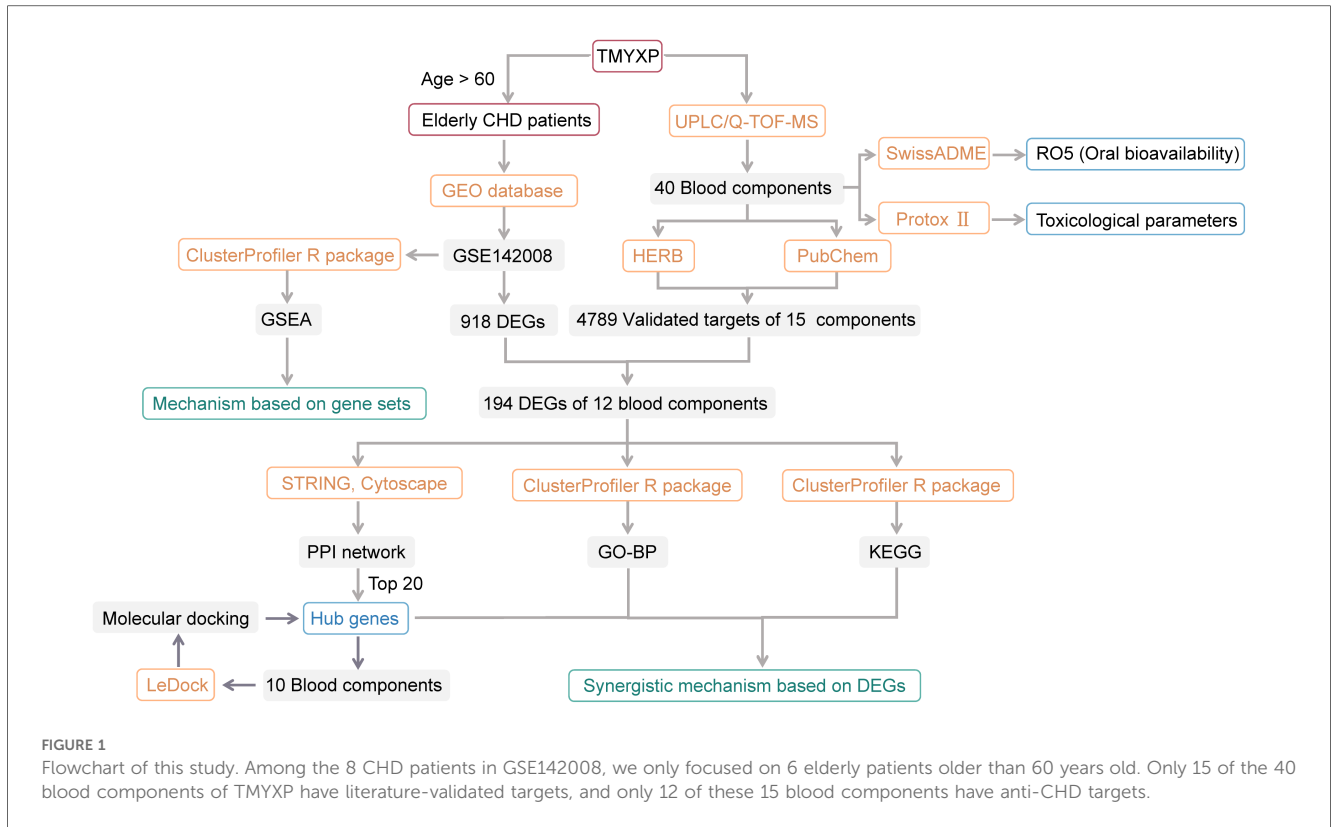 TMYXP
Age > 60
Elderly CHD patients
UPLC/Q-TOF-MS
SwissADME
RO5 (Oral bioavailability)
GEO database
40 Blood components
Protox II
Toxicological parameters
ClusterProfiler R package
GSE142008
HERB
PubChem
GSEA
918 DEGs
4789 Validated targets of 15 components
Mechanism based on gene sets
194 DEGs of 12 blood components
STRING, Cytoscape
ClusterProfiler R package
ClusterProfiler R package
PPI network
GO-BP
KEGG
Top 20
Molecular docking
Hub genes
LeDock
10 Blood components
Synergistic mechanism based on DEGs
FIGURE 1
Flowchart of this study. Among the 8 CHD patients in GSE142008, we only focused on 6 elderly patients older than 60 years old. Only 15 of the 40
blood components of TMYXP have literature-validated targets, and only 12 of these 15 blood components have anti-CHD targets.